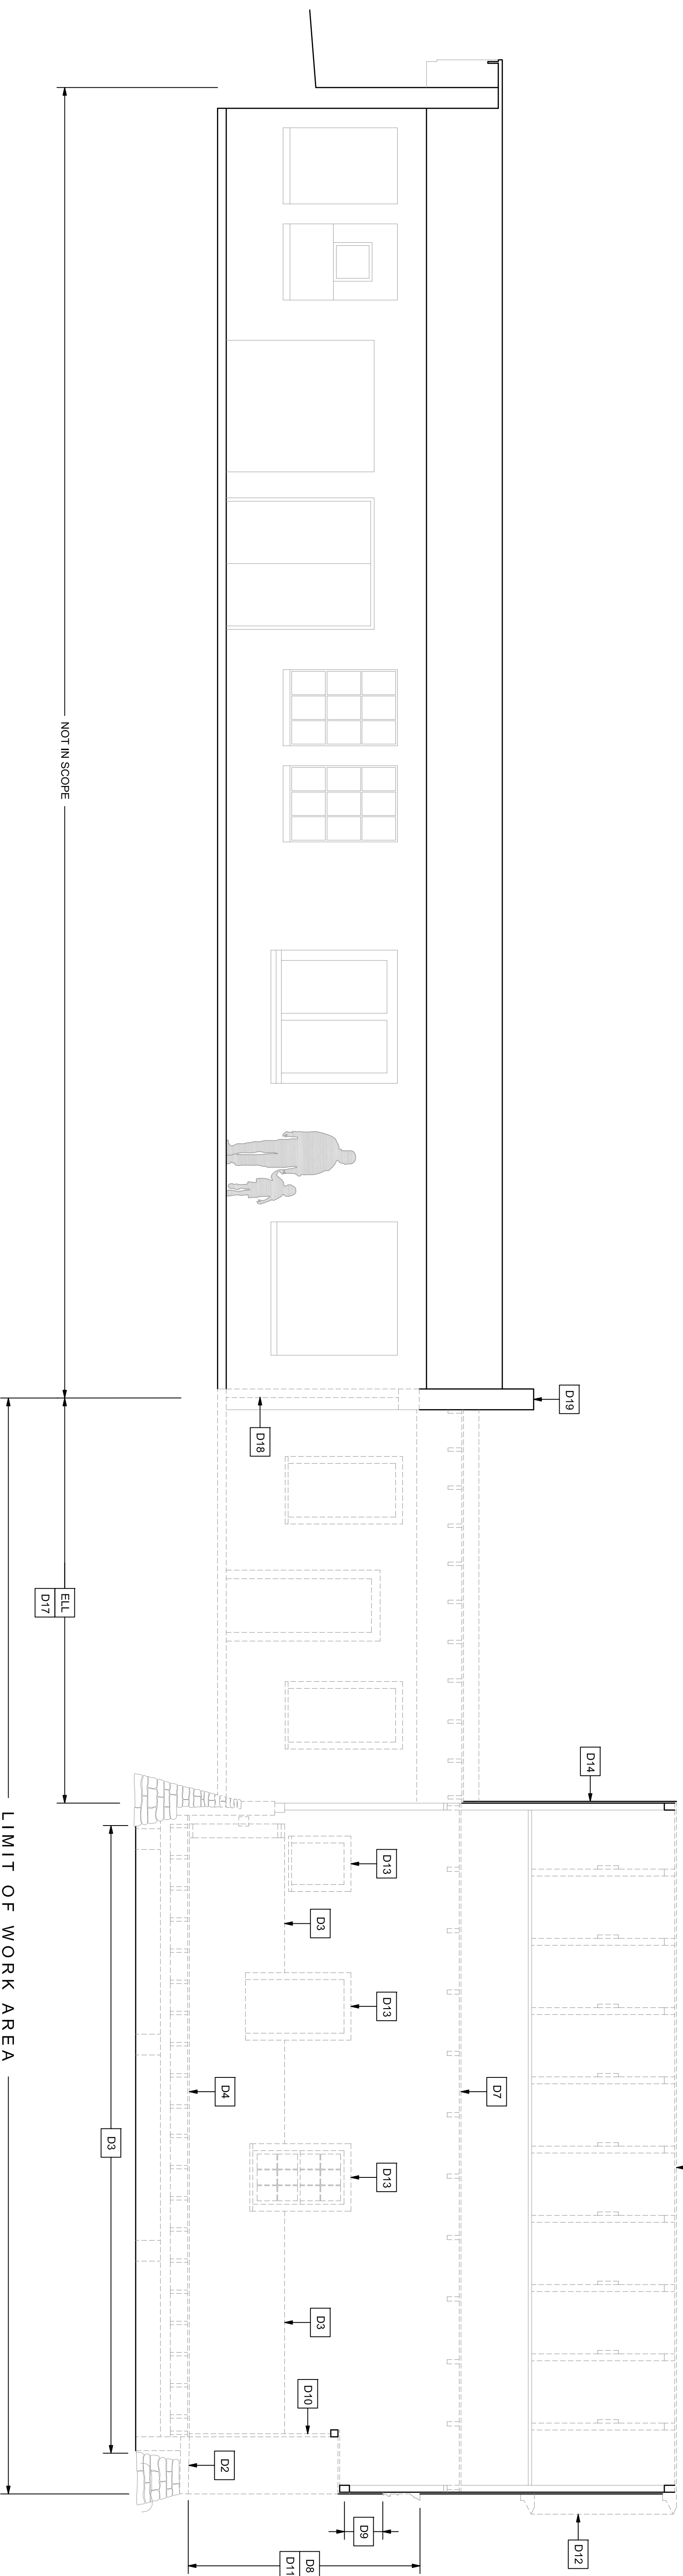 D14
D12
D19
D7
D13
D13
D13
D9
D3
D3
D10
D8
D11
D18
D4
D2
D3
NOT IN SCOPE
ELL
D17
LIMIT OF WORK AREA